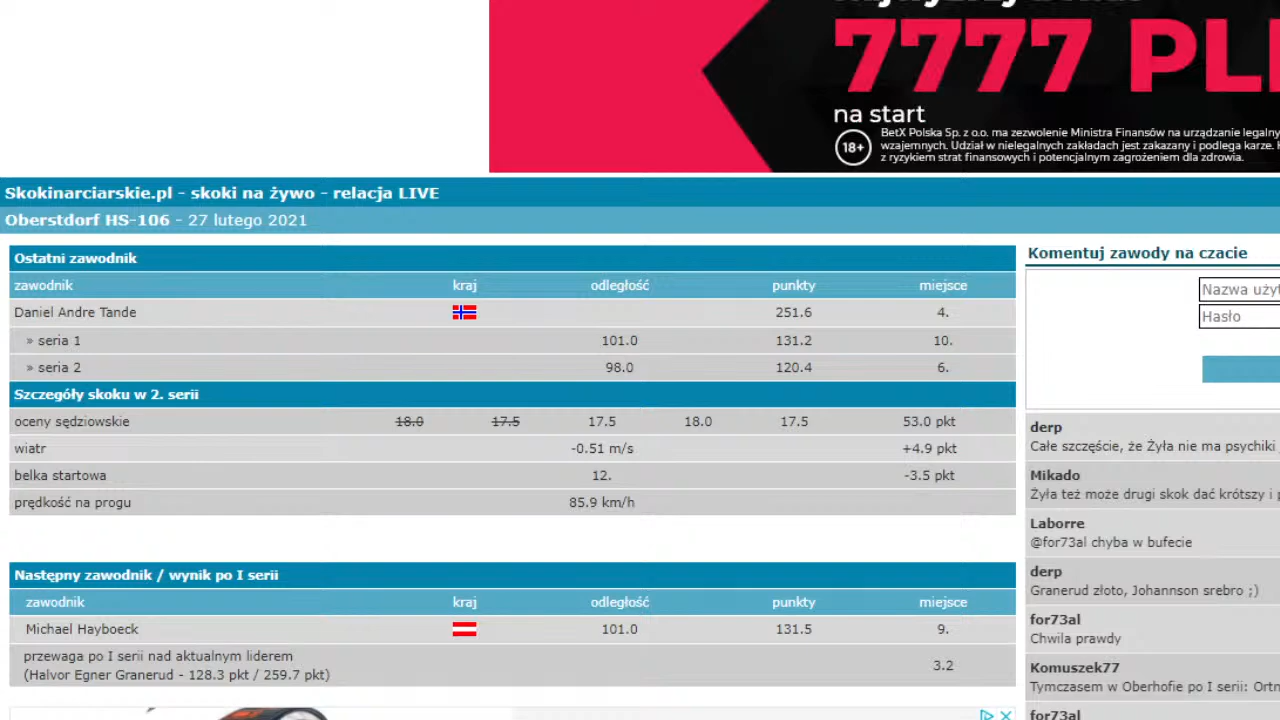 7777 PL
na start
18+
BetX Polska Sp. z o.o. ma zezwolenie Ministra Finansów na urządzanie
wzajemnych. Udział w nielegalnych zakładach jest zakazany i podlega karze.
z ryzykiem strat finansowych i potencjalnym zagrożeniem dla zdrowia.
Skokinarciarskie.pl - skoki na żywo - relacja LIVE
Oberstdorf HS-106 - 27 lutego 2021
Ostatni zawodnik
zawodnik kraj odległość punkty miejsce
Daniel Andre Tande 251.6 4.
» seria 1 101.0 131.2 10.
» seria 2 98.0 120.4 6.
Szczegóły skoku w 2. serii
oceny sędziowskie 18.0 17.5 17.5 18.0 17.5 53.0 pkt
wiatr -0.51 m/s +4.9 pkt
belka startowa 12. -3.5 pkt
prędkość na progu 85.9 km/h
Następny zawodnik / wynik po I serii
zawodnik kraj odległość punkty miejsce
Michael Hayboeck 101.0 131.5 9.
przewaga po I serii nad aktualnym liderem
(Halvor Egner Granerud - 128.3 pkt / 259.7 pkt) 3.2
Komentuj zawody na czacie
Nazwa uży
Hasło
derp
Całe szczęście, że Żyła nie ma psychiki
Mikado
Żyła też może drugi skok dać krótszy i p
Laborre
@for73al chyba w bufecie
derp
Granerud złoto, Johannson srebro ;)
for73al
Chwila prawdy
Komuszek77
Tymczasem w Oberhofie po I serii: Ortn
for73al